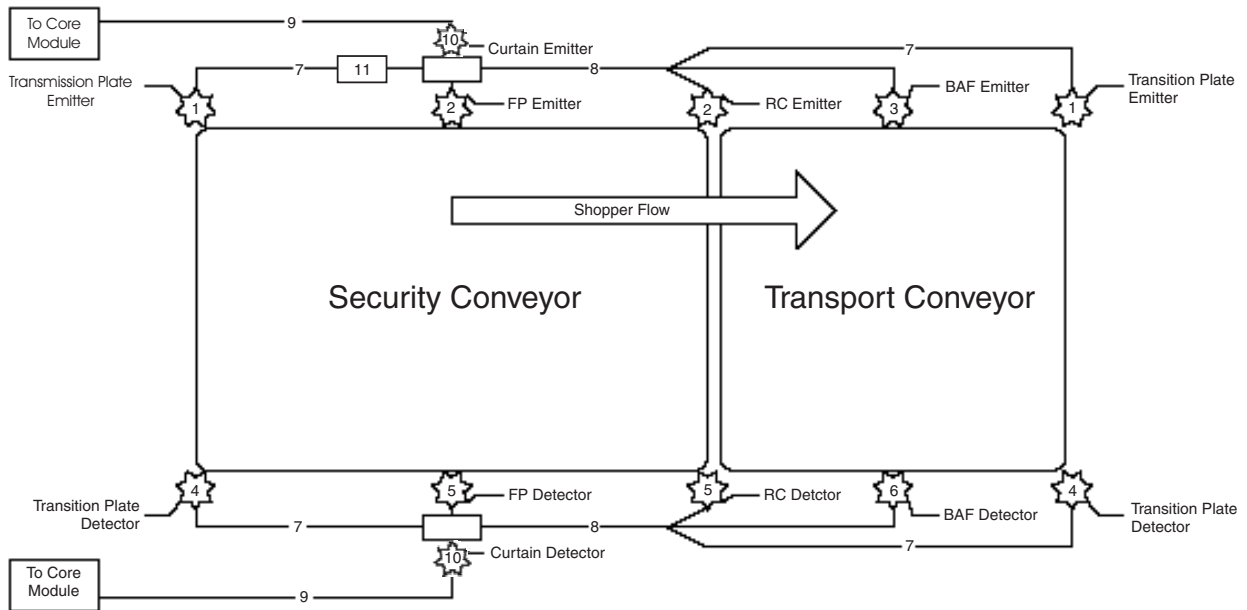 To Core
Module
9
10
Curtain Emitter
7
7
11
8
Transmission Plate
Emitter
1
2
FP Emitter
2
RC Emitter
3
BAF Emitter
1
Transition Plate
Emitter
Shopper Flow
Security Conveyor
Transport Conveyor
4
5
FP Detector
5
RC Detctor
6
BAF Detector
4
Transition Plate
Detector
Transition Plate
Detector
7
8
7
10
Curtain Detector
To Core
Module
9